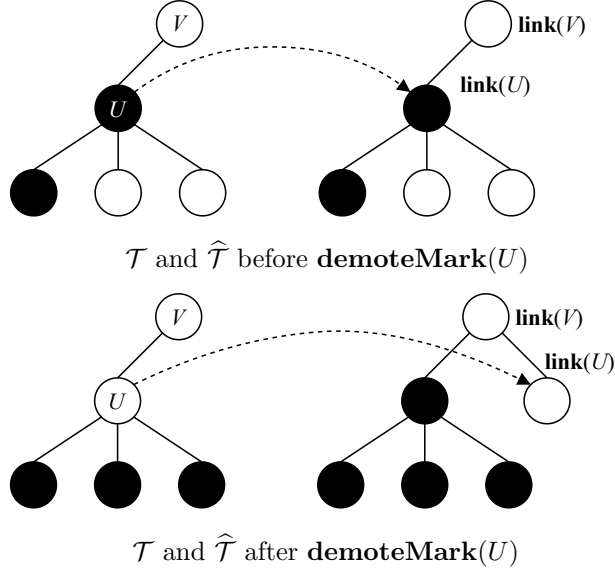 V link(V)
U link(U)
𝒯 and 𝒯̂ before demoteMark(U)
V link(V)
link(U)
U
𝒯 and 𝒯̂ after demoteMark(U)